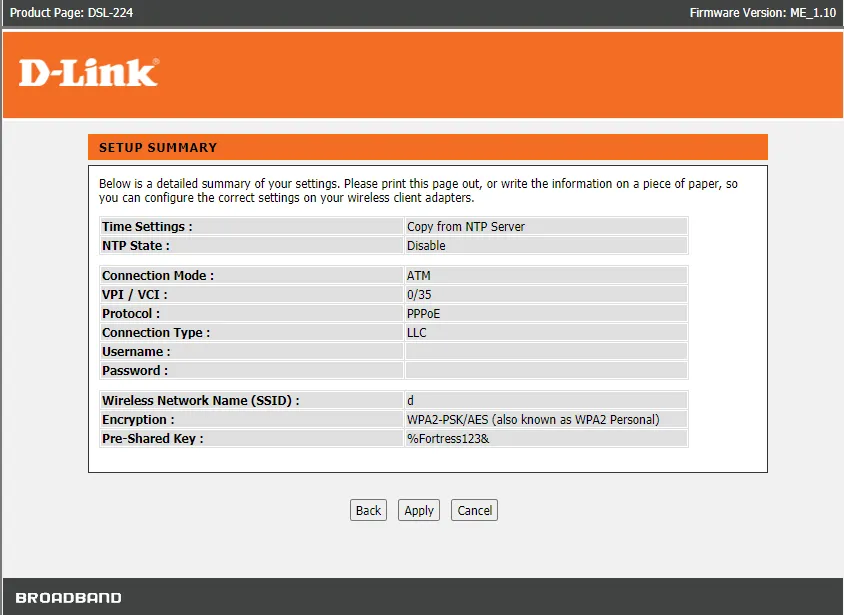 Product Page: DSL-224 Firmware Version: ME_1.10
D-Link®
SETUP SUMMARY
Below is a detailed summary of your settings. Please print this page out, or write the information on a piece of paper, so
you can configure the correct settings on your wireless client adapters.
Time Settings : Copy from NTP Server
NTP State : Disable
Connection Mode : ATM
VPI / VCI : 0/35
Protocol : PPPoE
Connection Type : LLC
Username :
Password :
Wireless Network Name (SSID) : d
Encryption : WPA2-PSK/AES (also known as WPA2 Personal)
Pre-Shared Key : %Fortress123&
Back Apply Cancel
BROADBAND